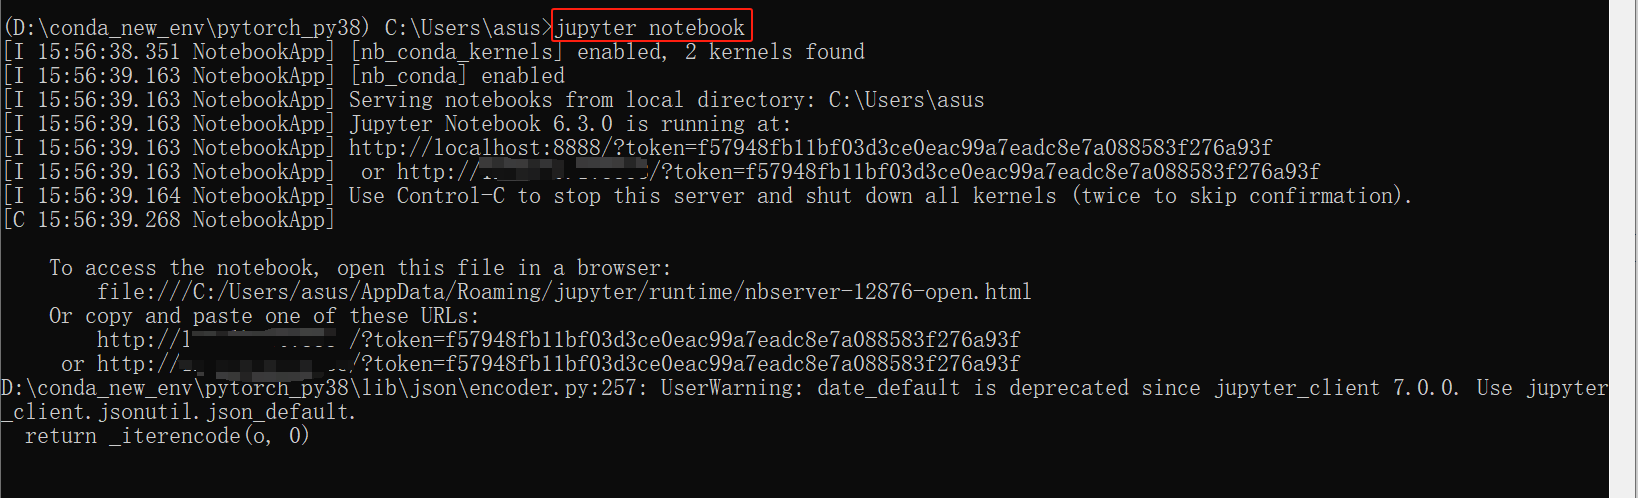 (D:\conda_new_env\pytorch_py38) C:\Users\asus>jupyter notebook
[I 15:56:38.351 NotebookApp] [nb_conda_kernels] enabled, 2 kernels found
[I 15:56:39.163 NotebookApp] [nb_conda] enabled
[I 15:56:39.163 NotebookApp] Serving notebooks from local directory: C:\Users\asus
[I 15:56:39.163 NotebookApp] Jupyter Notebook 6.3.0 is running at:
[I 15:56:39.163 NotebookApp] http://localhost:8888/?token=f57948fb11bf03d3ce0eac99a7eadc8e7a088583f276a93f
[I 15:56:39.163 NotebookApp]  or http:///?token=f57948fb11bf03d3ce0eac99a7eadc8e7a088583f276a93f
[I 15:56:39.164 NotebookApp] Use Control-C to stop this server and shut down all kernels (twice to skip confirmation).
[C 15:56:39.268 NotebookApp]
To access the notebook, open this file in a browser:
file:///C:/Users/asus/AppData/Roaming/jupyter/runtime/nbserver-12876-open.html
Or copy and paste one of these URLs:
http:///?token=f57948fb11bf03d3ce0eac99a7eadc8e7a088583f276a93f
or http:///?token=f57948fb11bf03d3ce0eac99a7eadc8e7a088583f276a93f
D:\conda_new_env\pytorch_py38\lib\json\encoder.py:257: UserWarning: date_default is deprecated since jupyter_client 7.0.0. Use jupyter
_client.jsonutil.json_default.
return _iterencode(o, 0)